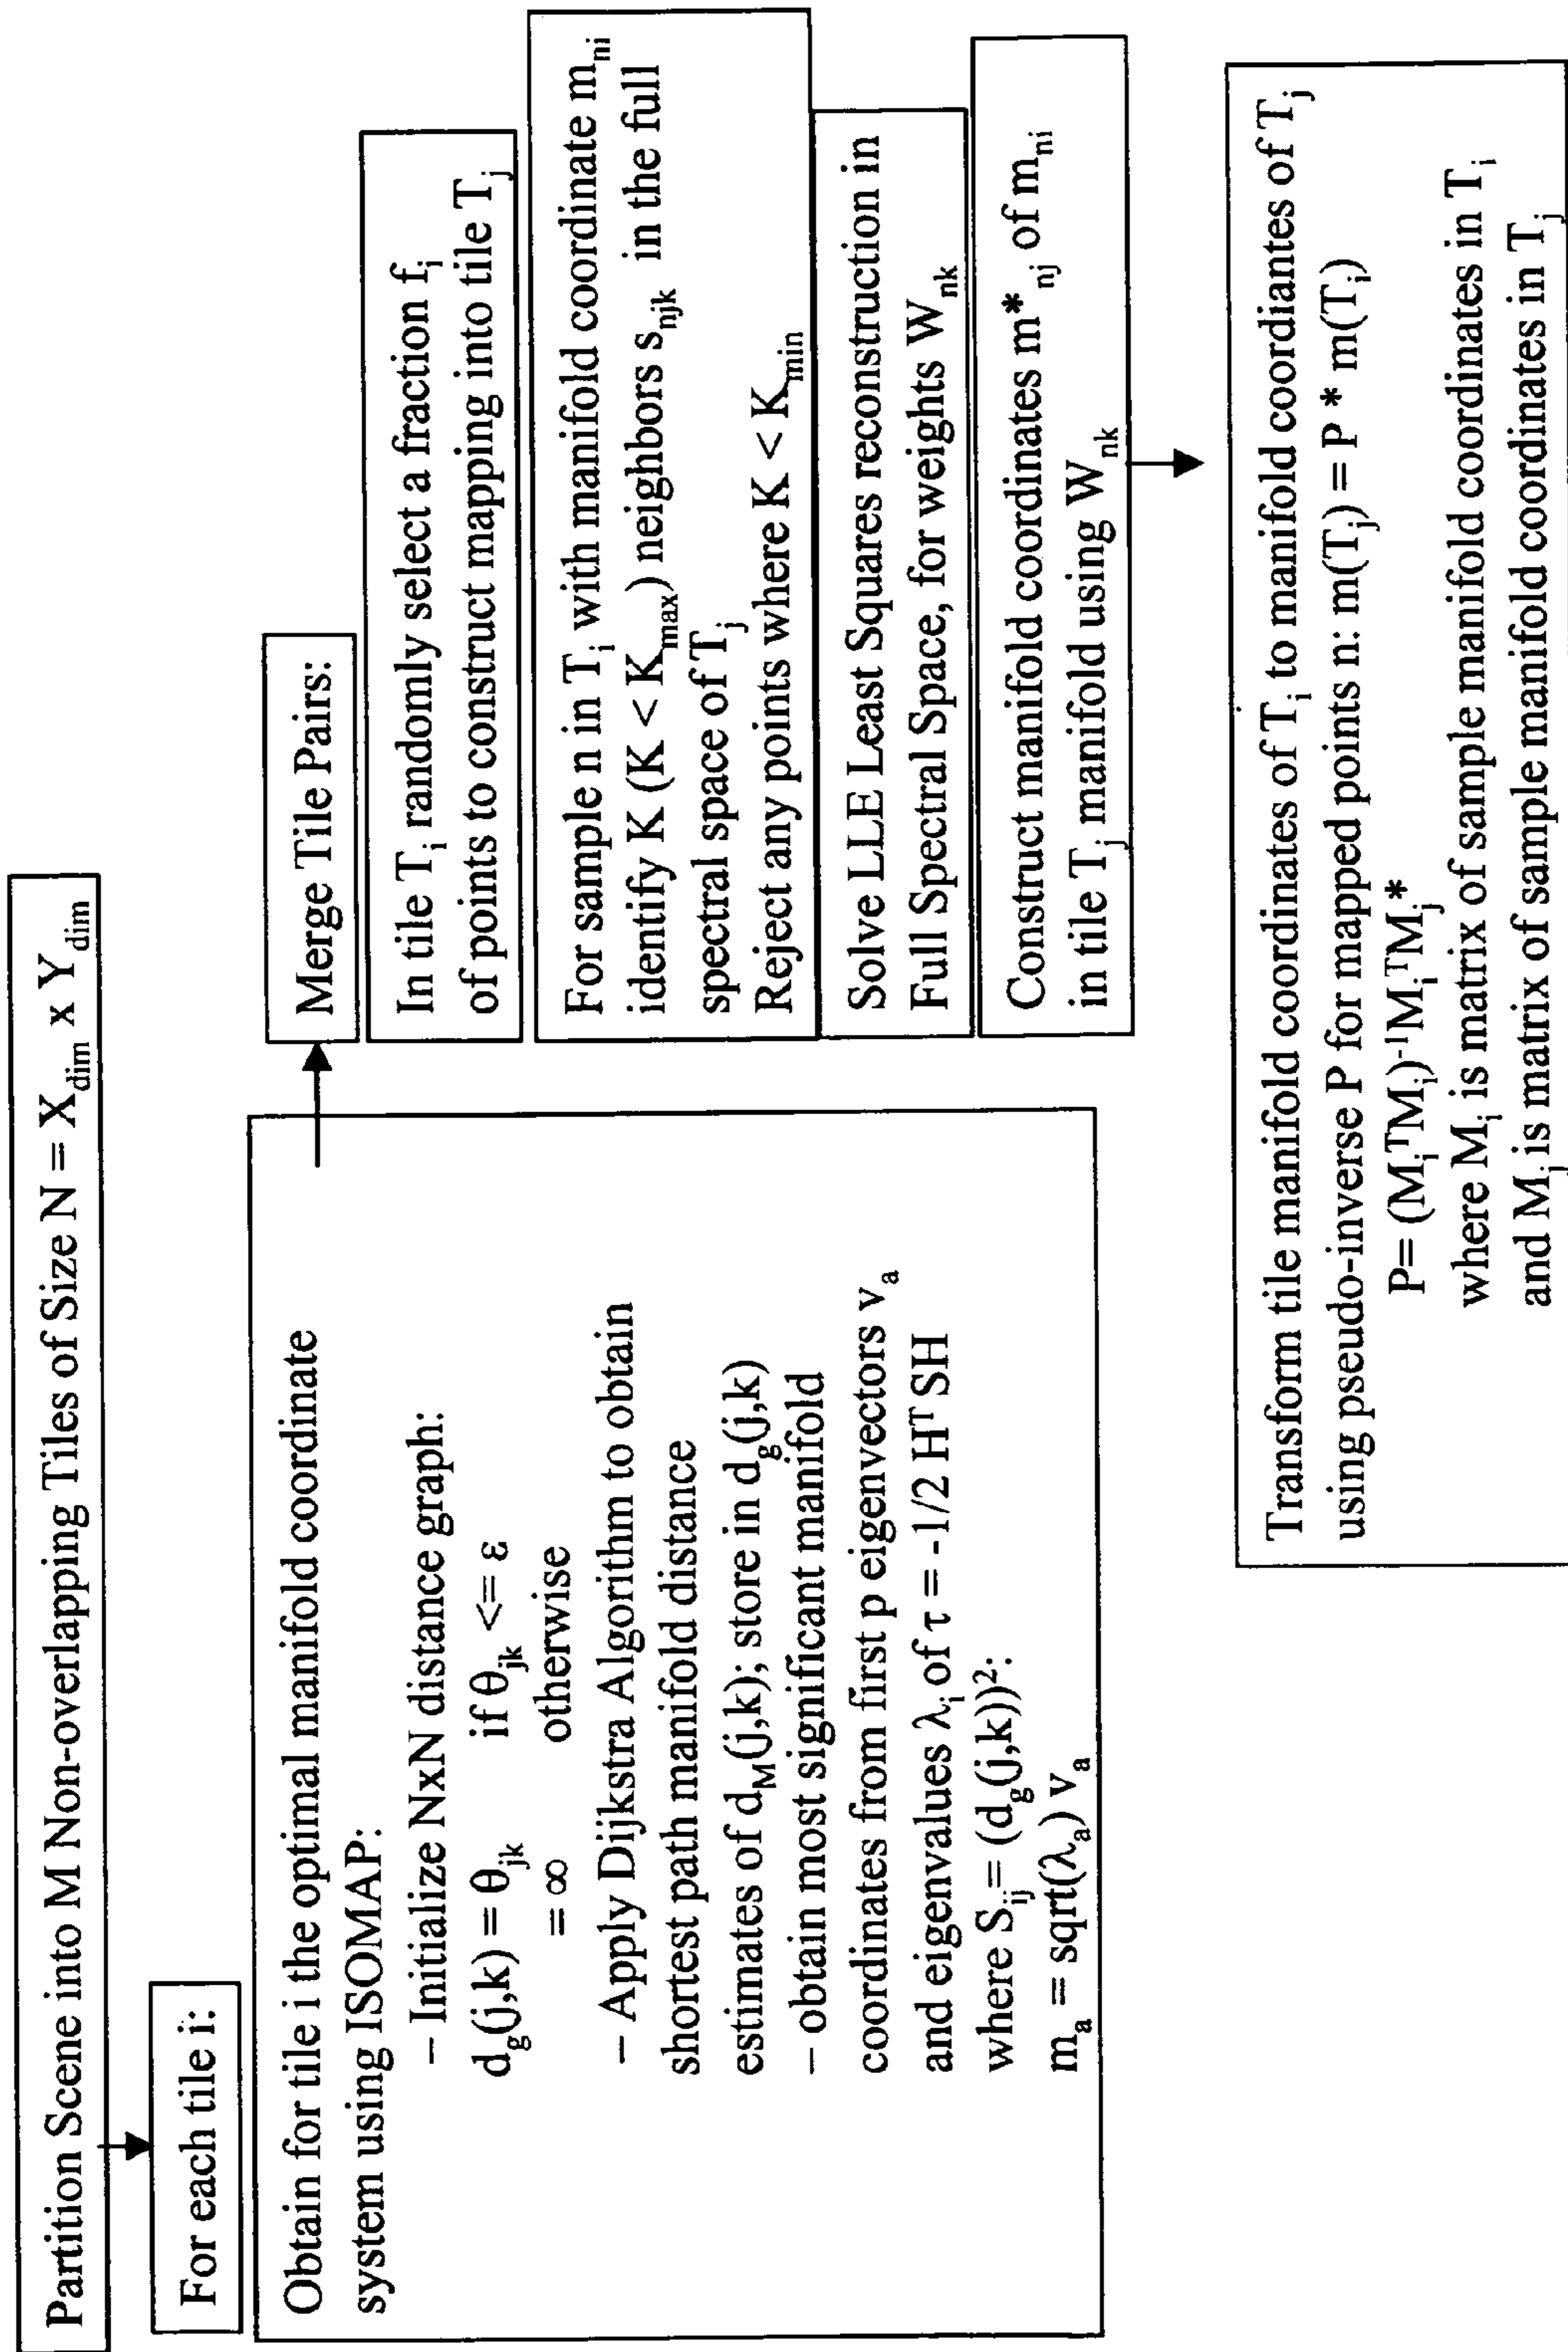 Partition Scene into M Non-overlapping Tiles of Size N = X_dim x Y_dim
For each tile i:
Obtain for tile i the optimal manifold coordinate
system using ISOMAP:
– Initialize NxN distance graph:
d_g(j,k) = θ_jk if θ_jk <= ε
= ∞ otherwise
– Apply Dijkstra Algorithm to obtain
shortest path manifold distance
estimates of d_M(j,k); store in d_g(j,k)
– obtain most significant manifold
coordinates from first p eigenvectors v_a
and eigenvalues λ_i of τ = -1/2 H^T SH
where S_ij = (d_g(j,k))²:
m_a = sqrt(λ_a) v_a
Merge Tile Pairs:
In tile T_i randomly select a fraction f_i
of points to construct mapping into tile T_j
For sample n in T_i with manifold coordinate m_ni
identify K (K < K_max) neighbors s_njk in the full
spectral space of T_j
Reject any points where K < K_min
Solve LLE Least Squares reconstruction in
Full Spectral Space, for weights W_nk
Construct manifold coordinates m*_nj of m_ni
in tile T_j manifold using W_nk
Transform tile manifold coordinates of T_i to manifold coordiantes of T_j
using pseudo-inverse P for mapped points n: m(T_j) = P * m(T_i)
P= (M_i^T M_i)^-1 M_i^T M_j*
where M_i is matrix of sample manifold coordinates in T_i
and M_j is matrix of sample manifold coordinates in T_j